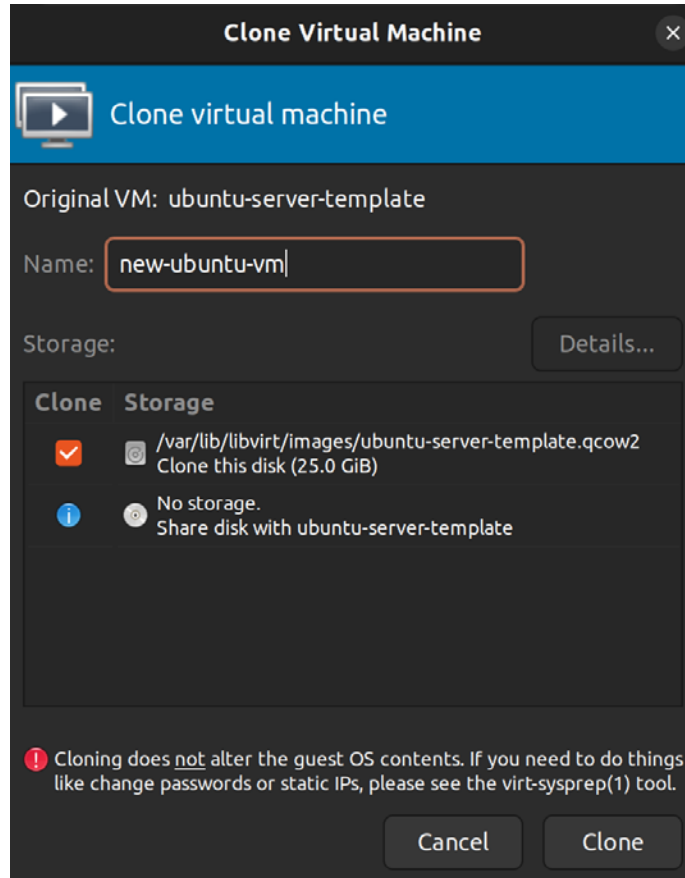 Clone Virtual Machine
Clone virtual machine
Original VM: ubuntu-server-template
Name: new-ubuntu-vm
Storage: Details...
Clone Storage
/var/lib/libvirt/images/ubuntu-server-template.qcow2
Clone this disk (25.0 GiB)
No storage.
Share disk with ubuntu-server-template
Cloning does not alter the guest OS contents. If you need to do things
like change passwords or static IPs, please see the virt-sysprep(1) tool.
Cancel Clone